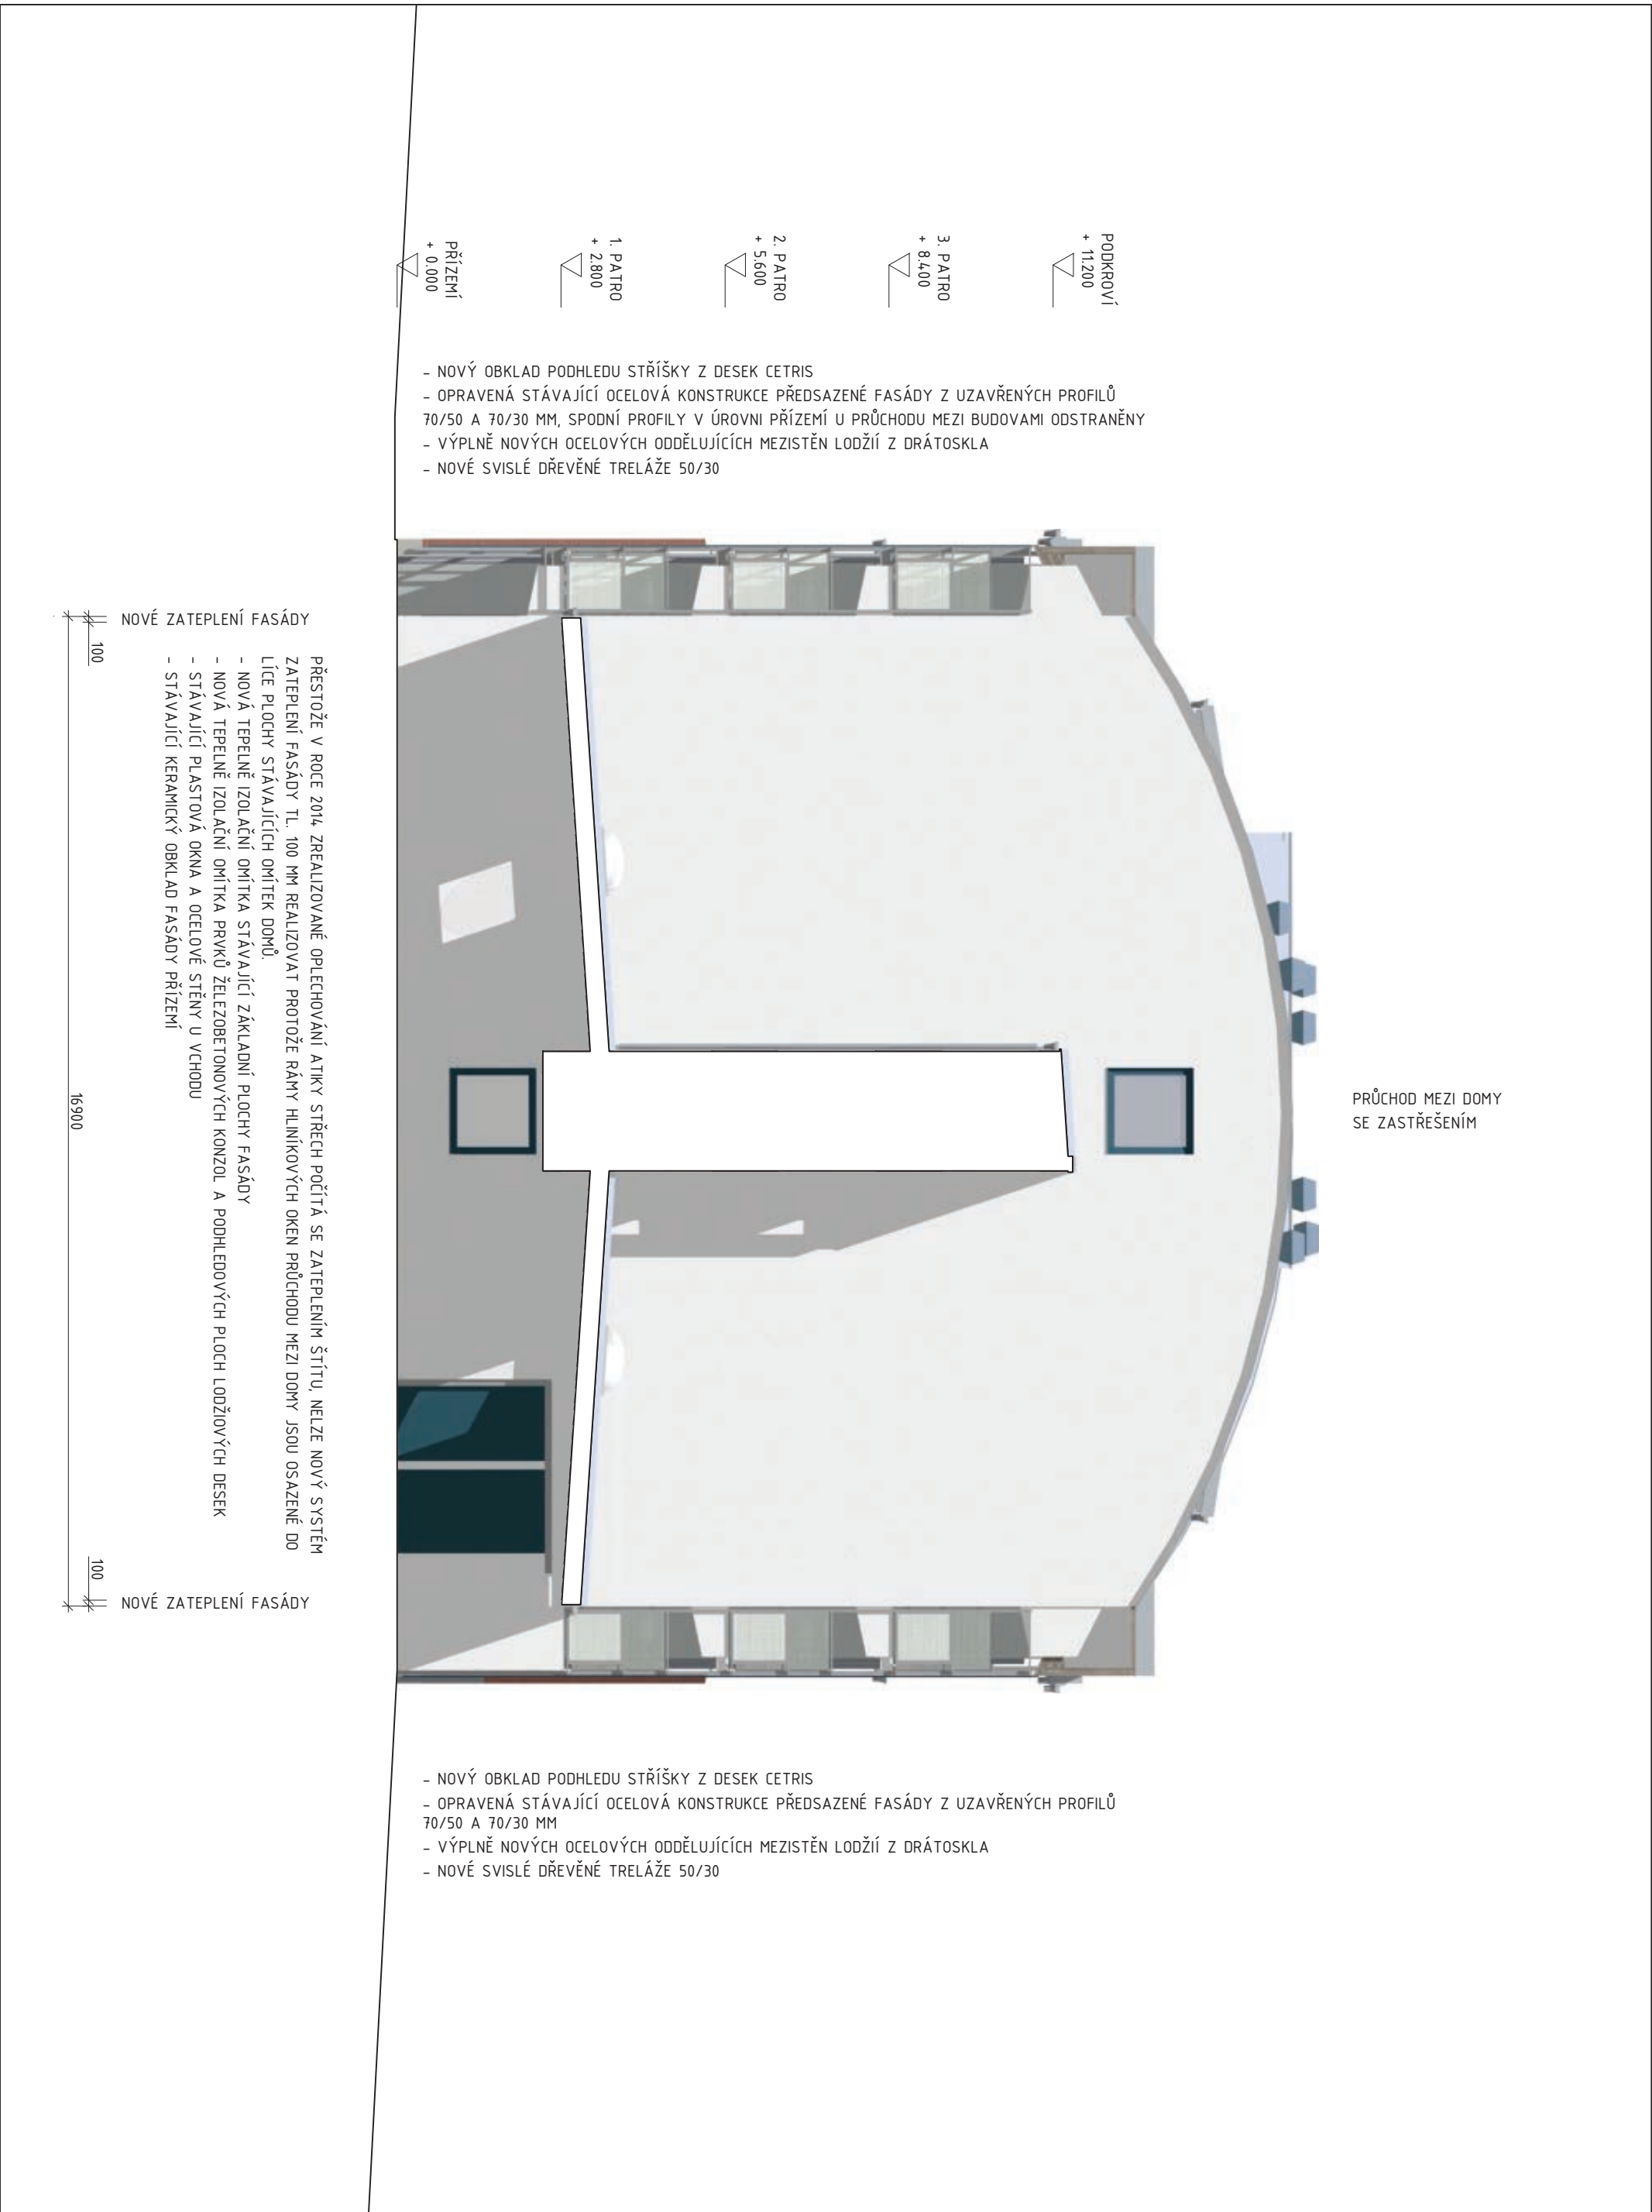 PODKROVÍ
+ 11.200
3. PATRO
+ 8.400
2. PATRO
+ 5.600
1. PATRO
+ 2.800
PŘÍZEMÍ
+ 0.000
- NOVÝ OBKLAD PODHLEDU STŘÍŠKY Z DESEK CETRIS
- OPRAVENÁ STÁVAJÍCÍ OCELOVÁ KONSTRUKCE PŘEDSAZENÉ FASÁDY Z UZAVŘENÝCH PROFILŮ
70/50 A 70/30 MM, SPODNÍ PROFILY V ÚROVNI PŘÍZEMÍ U PRŮCHODU MEZI BUDOVAMI ODSTRANĚNY
- VÝPLNĚ NOVÝCH OCELOVÝCH ODDĚLUJÍCÍCH MEZISTĚN LODŽIÍ Z DRÁTOSKLA
- NOVÉ SVISLÉ DŘEVĚNÉ TRELÁŽE 50/30
PRŮCHOD MEZI DOMY
SE ZASTŘEŠENÍM
- NOVÝ OBKLAD PODHLEDU STŘÍŠKY Z DESEK CETRIS
- OPRAVENÁ STÁVAJÍCÍ OCELOVÁ KONSTRUKCE PŘEDSAZENÉ FASÁDY Z UZAVŘENÝCH PROFILŮ
70/50 A 70/30 MM
- VÝPLNĚ NOVÝCH OCELOVÝCH ODDĚLUJÍCÍCH MEZISTĚN LODŽIÍ Z DRÁTOSKLA
- NOVÉ SVISLÉ DŘEVĚNÉ TRELÁŽE 50/30
NOVÉ ZATEPLENÍ FASÁDY
PŘESTOŽE V ROCE 2014 ZREALIZOVANÉ OPLECHOVÁNÍ ATIKY STŘECH POČÍTÁ SE ZATEPLENÍM ŠTÍTU, NELZE NOVÝ SYSTÉM
ZATEPLENÍ FASÁDY TL. 100 MM REALIZOVAT PROTOŽE RÁMY HLINÍKOVÝCH OKEN PRŮCHODU MEZI DOMY JSOU OSAZENÉ DO
LÍCE PLOCHY STÁVAJÍCÍCH OMÍTEK DOMŮ.
- NOVÁ TEPELNĚ IZOLAČNÍ OMÍTKA STÁVAJÍCÍ ZÁKLADNÍ PLOCHY FASÁDY
- NOVÁ TEPELNĚ IZOLAČNÍ OMÍTKA PRVKŮ ŽELEZOBETONOVÝCH KONZOL A PODHLEDOVÝCH PLOCH LODŽIOVÝCH DESEK
- STÁVAJÍCÍ PLASTOVÁ OKNA A OCELOVÉ STĚNY U VCHODU
- STÁVAJÍCÍ KERAMICKÝ OBKLAD FASÁDY PŘÍZEMÍ
NOVÉ ZATEPLENÍ FASÁDY
100
100
16900